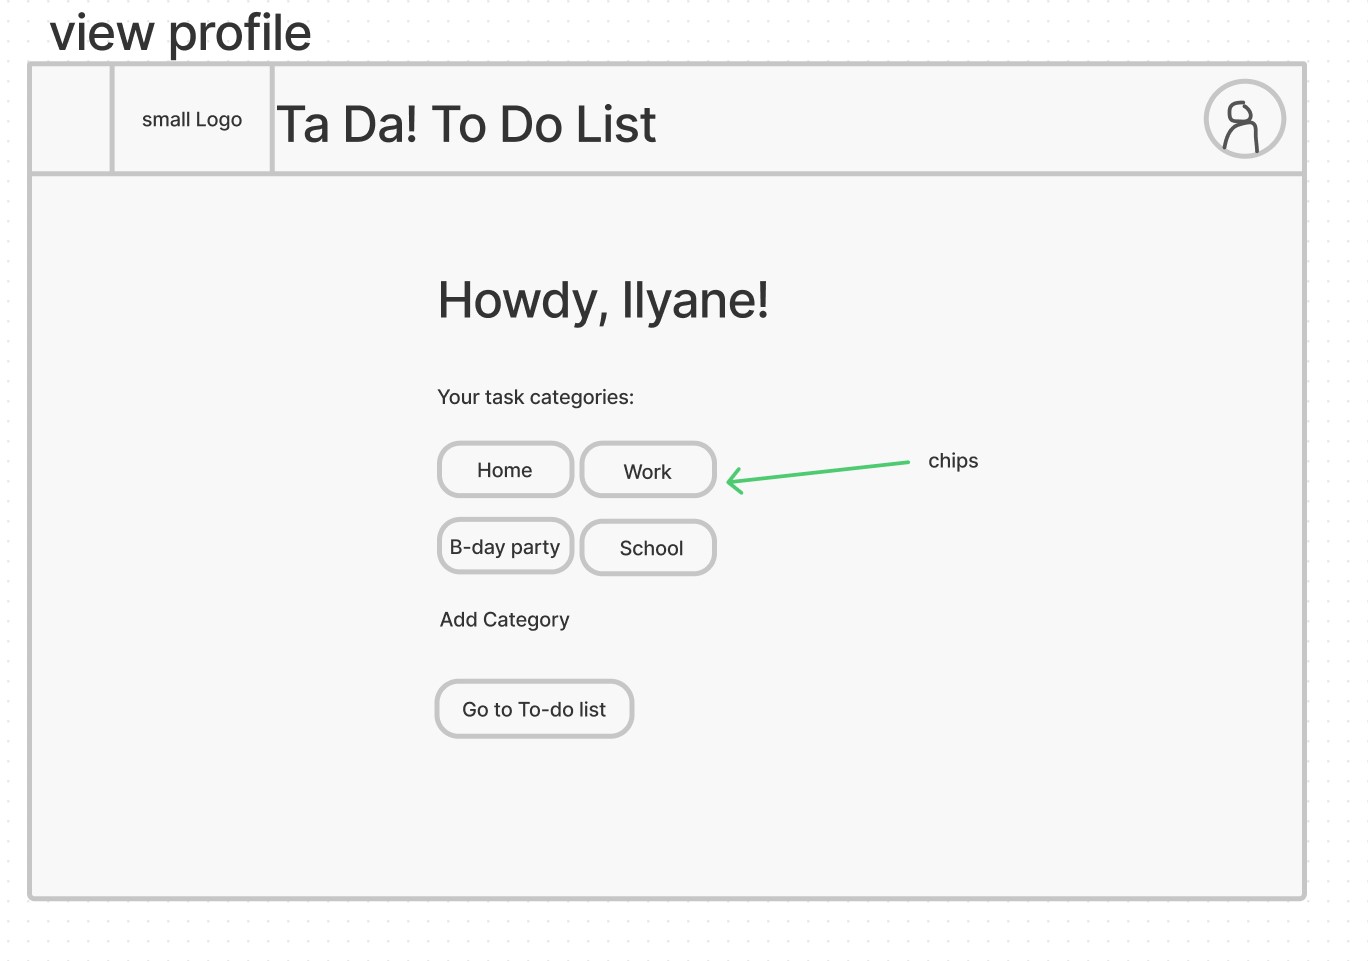 view profile
small Logo
Ta Da! To Do List
Howdy, Ilyane!
Your task categories:
Home
Work
chips
B-day party
School
Add Category
Go to To-do list